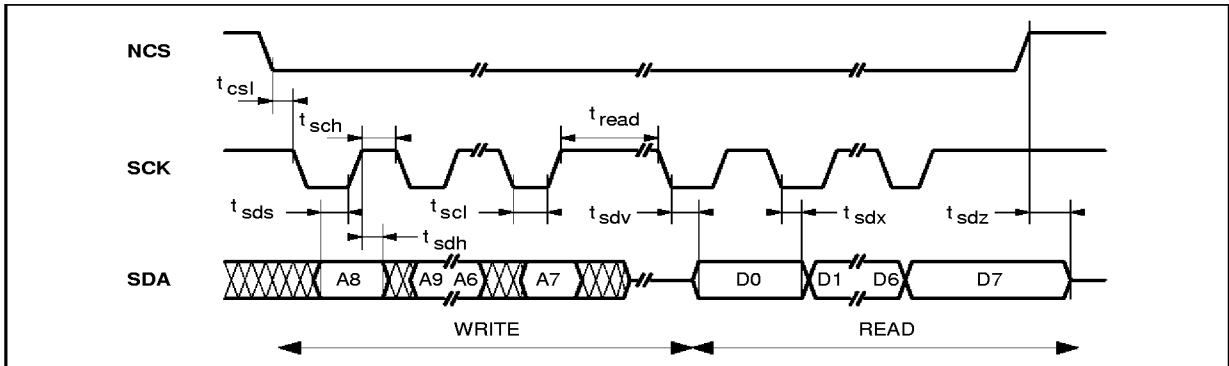 NCS
t csl
t sch
t read
SCK
t sds
t scl
t sdv
t sdx
t sdz
t sdh
SDA
A8
A9
A6
A7
D0
D1
D6
D7
WRITE
READ